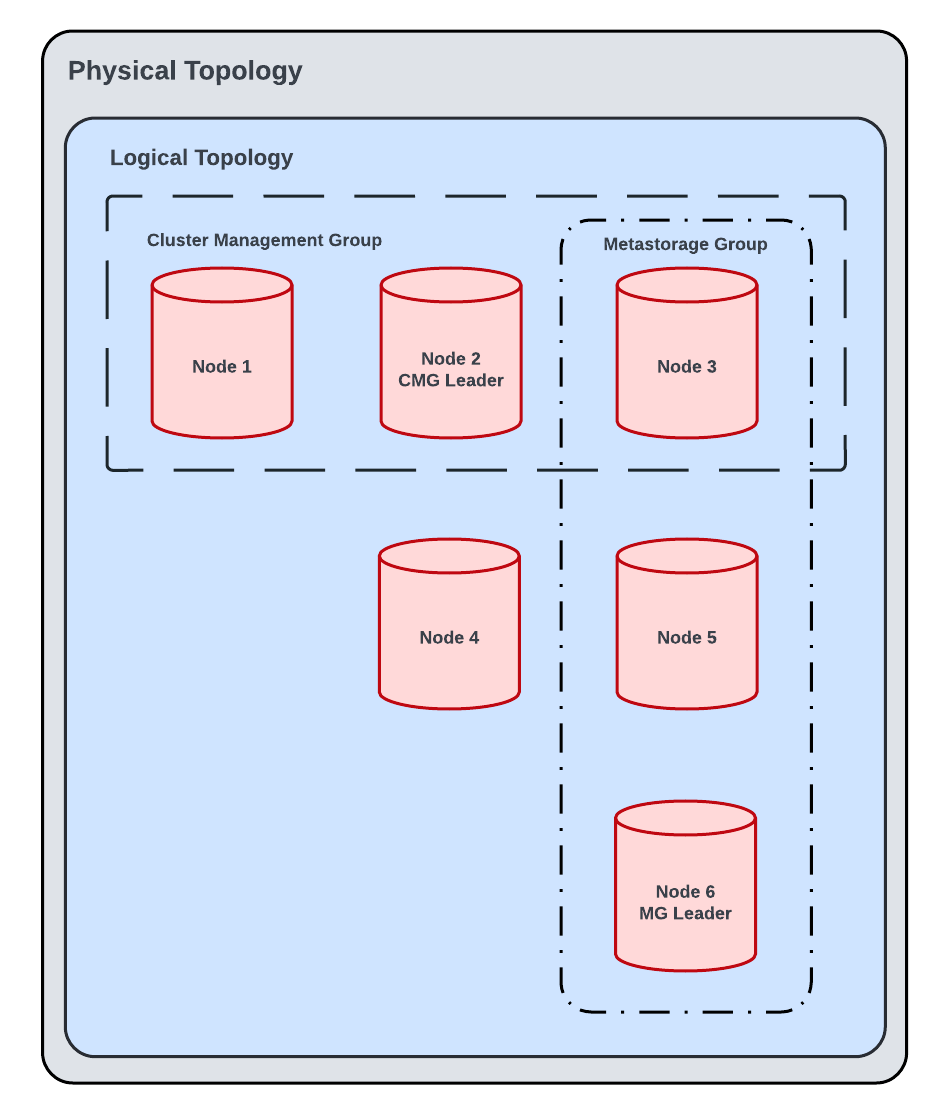 Physical Topology
Logical Topology
Cluster Management Group
Metastorage Group
Node 1
Node 2
CMG Leader
Node 3
Node 4
Node 5
Node 6
MG Leader